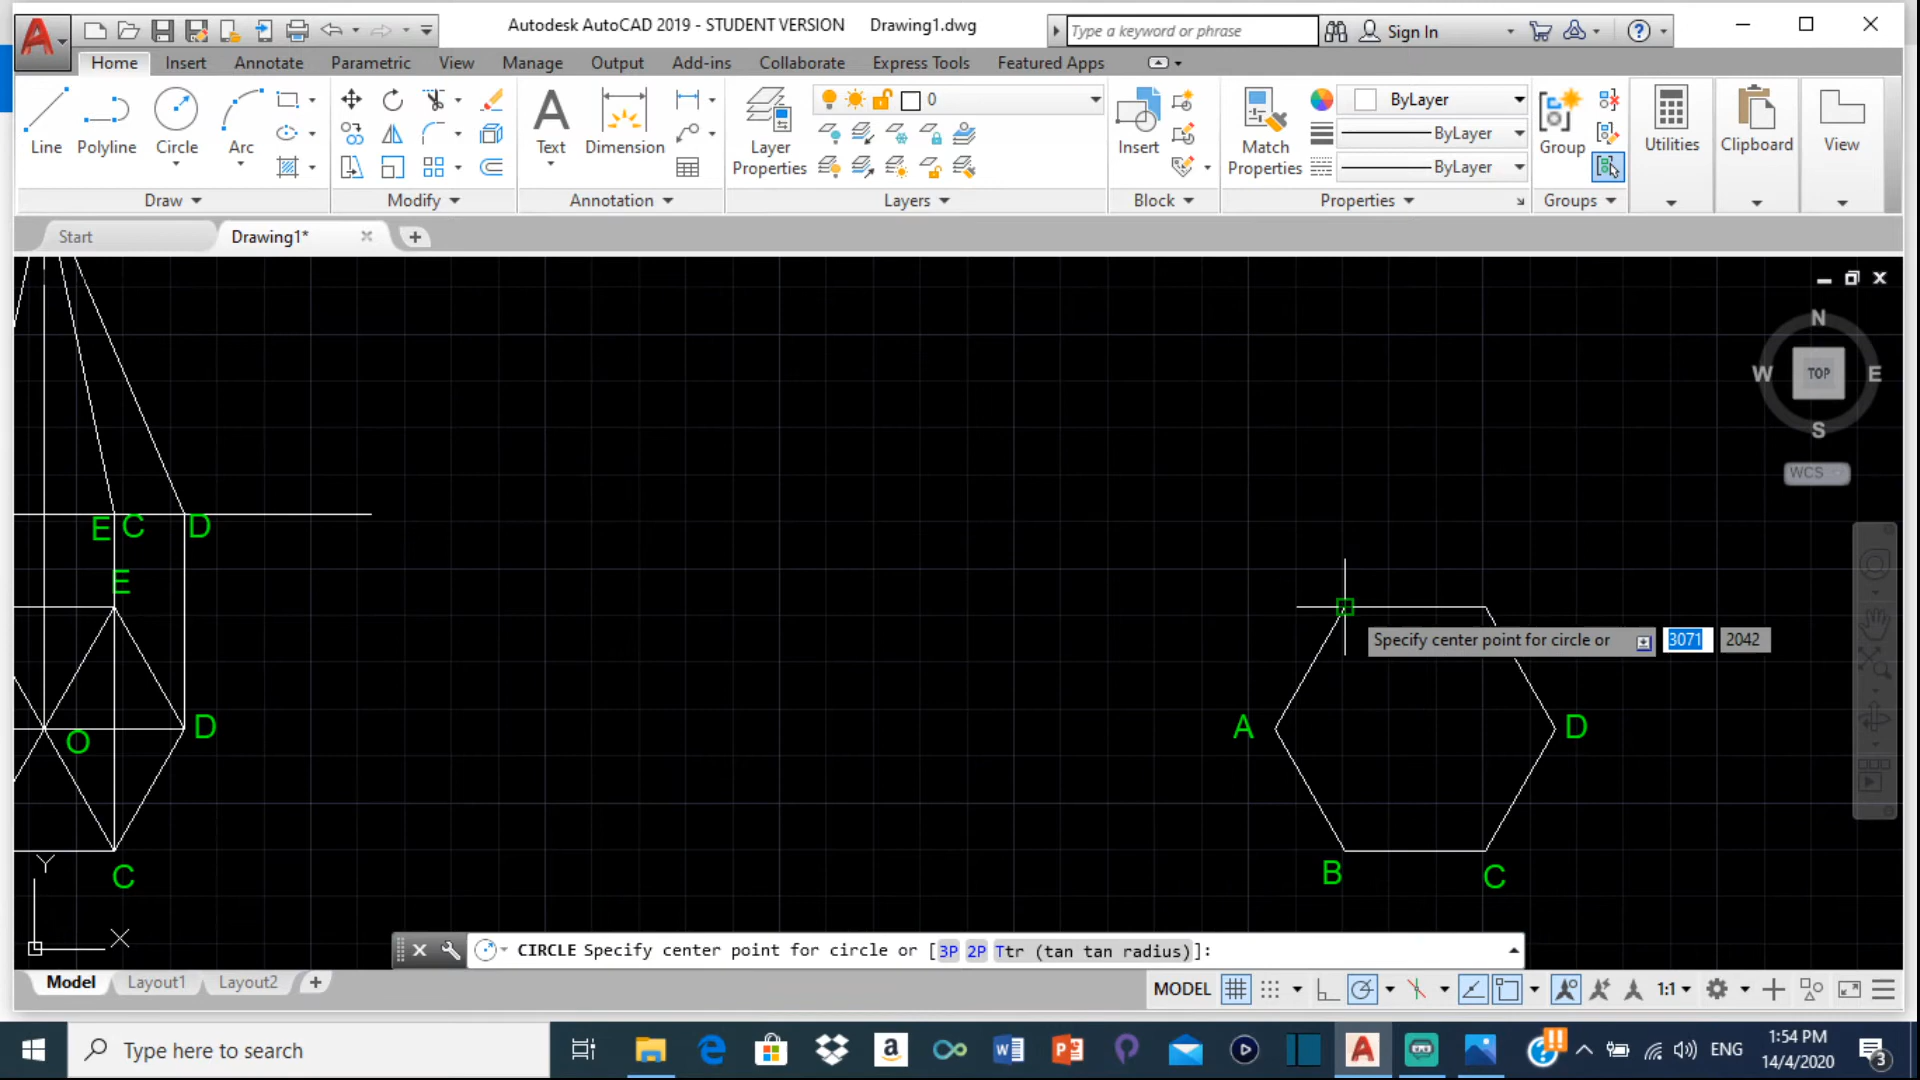 Autodesk AutoCAD 2019 - STUDENT VERSION Drawing1.dwg
Type a keyword or phrase
Sign In
Home Insert Annotate Parametric View Manage Output Add-ins Collaborate Express Tools Featured Apps
0
ByLayer
ByLayer
ByLayer
Line Polyline Circle Arc
Text Dimension
Layer Properties
Insert
Match Properties
Group
Utilities
Clipboard
View
Draw Modify Annotation Layers Block Properties Groups
Start Drawing1*
N
W TOP E
S
WCS
E C D
E
Specify center point for circle or 3071 2042
O D
A D
C
B C
Y
X
CIRCLE Specify center point for circle or [3P 2P Ttr (tan tan radius)]:
Model Layout1 Layout2
MODEL 1:1
Type here to search
ENG
1:54 PM
14/4/2020
3